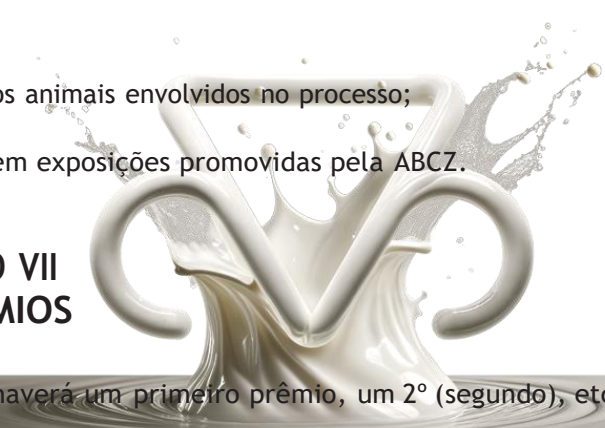 os animais envolvidos no processo;
em exposições promovidas pela ABCZ.
O VII
MIOS
haverá um primeiro prêmio, um 2º (segundo), etc